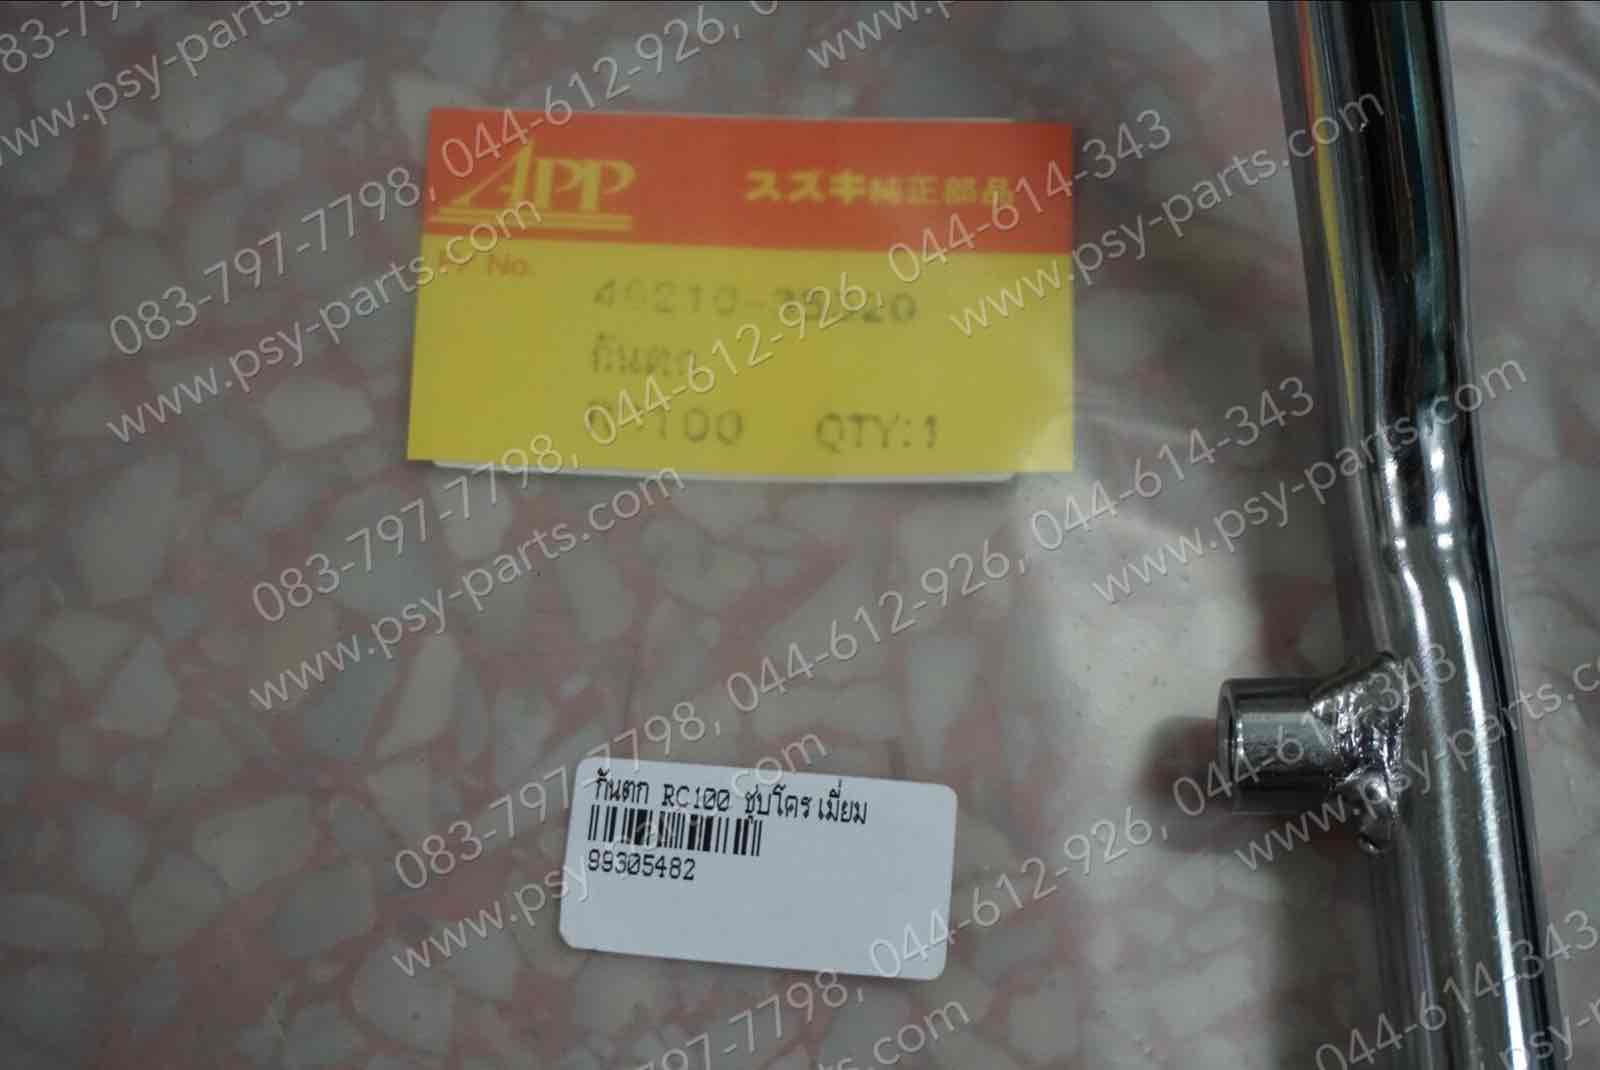 APP
スズキ純正部品
No.
กันตก
100 QTY:1
กันตก RC100 ชุบโครเมี่ยม
99305482
083-797-7798, 044-612-926, 044-614-343
www.psy-parts.com